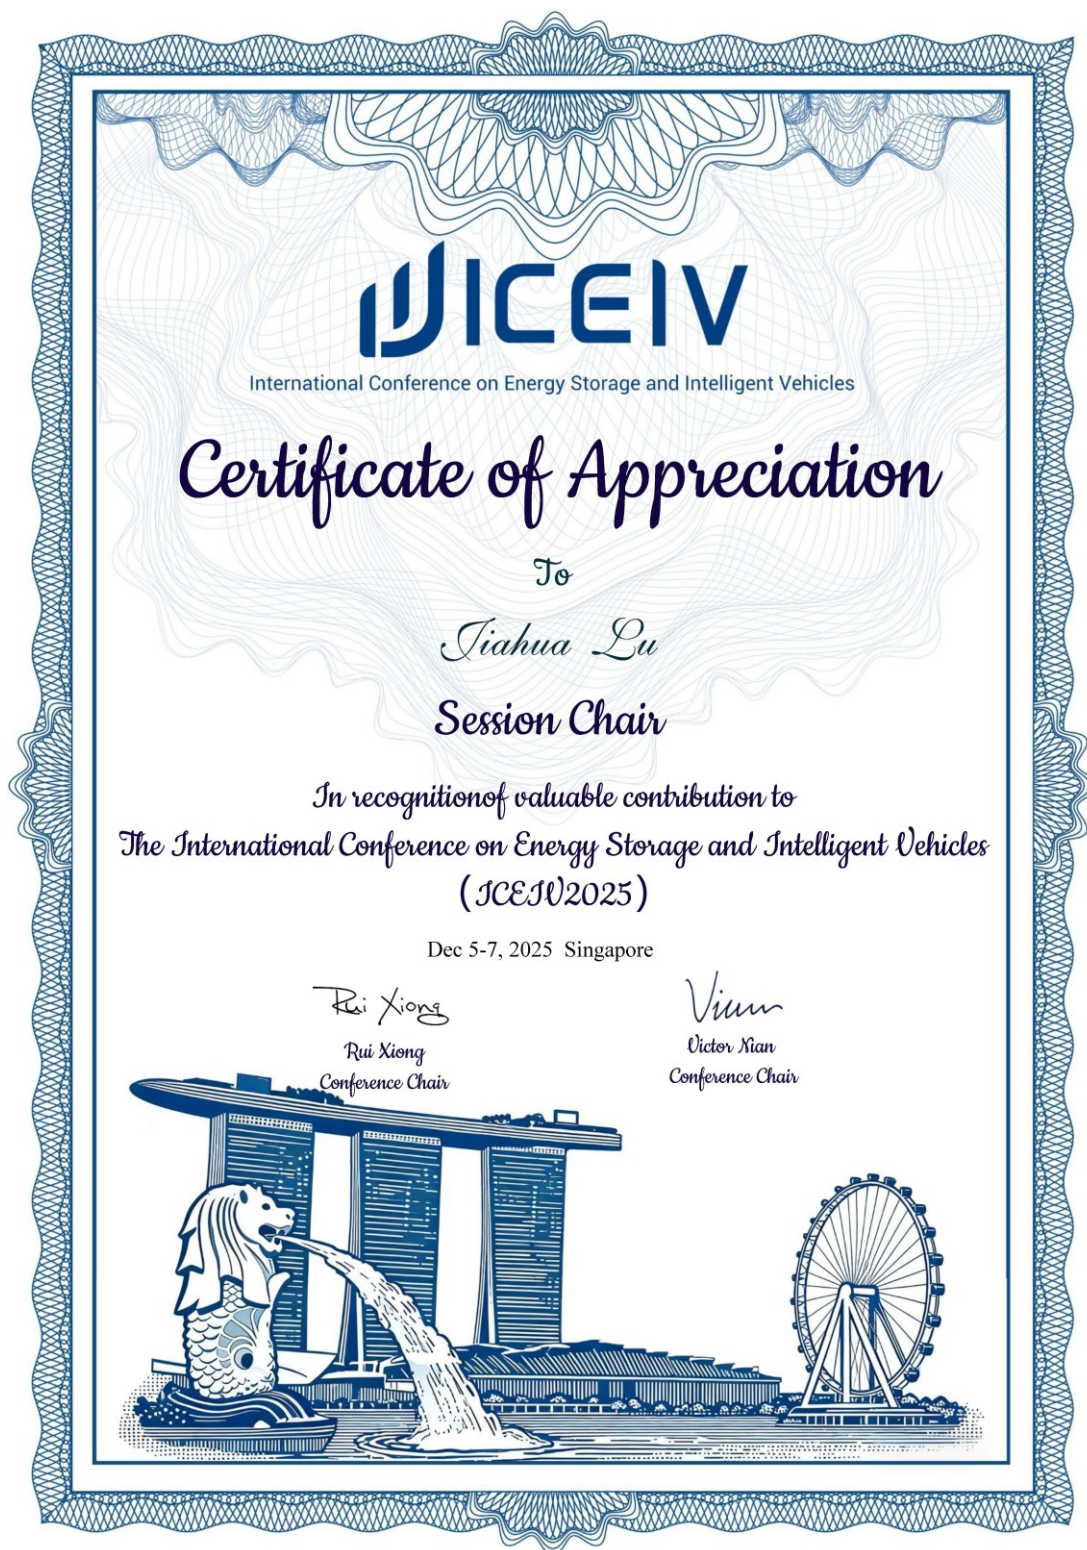 ICEIV
International Conference on Energy Storage and Intelligent Vehicles
Certificate of Appreciation
To
Jiahua Lu
Session Chair
In recognitionof valuable contribution to
The International Conference on Energy Storage and Intelligent Vehicles
(ICEIV2025)
Dec 5-7, 2025 Singapore
Rui Xiong
Rui Xiong
Conference Chair
Victor Nian
Conference Chair